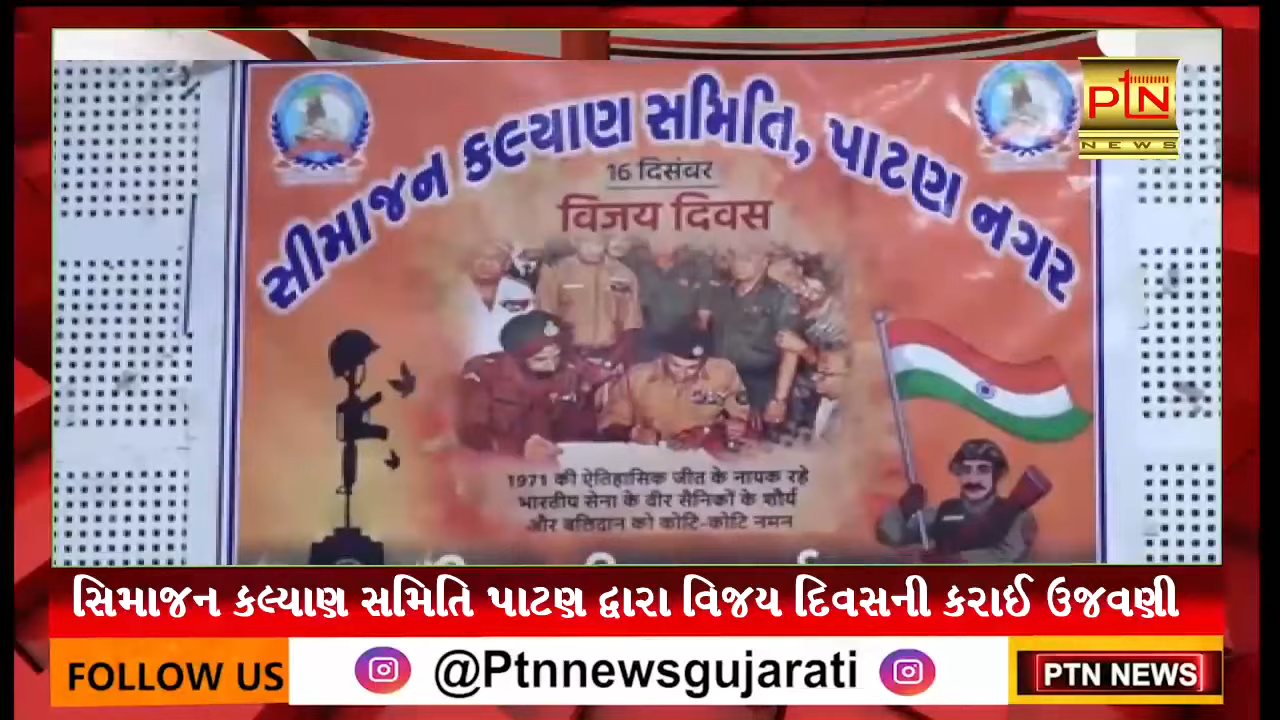 સીમાજન કલ્યાણ સમિતિ, પાટણ નગર
PTN
NEWS
16 दिसंबर
विजय दिवस
1971 की ऐतिहासिक जीत के नायक रहे
भारतीय सेना के वीर सैनिकों के शौर्य
और बलिदान को कोटि-कोटि नमन
સિમાજન કલ્યાણ સમિતિ પાટણ દ્વારા વિજય દિવસની કરાઈ ઉજવણી
FOLLOW US
@Ptnnewsgujarati
PTN NEWS